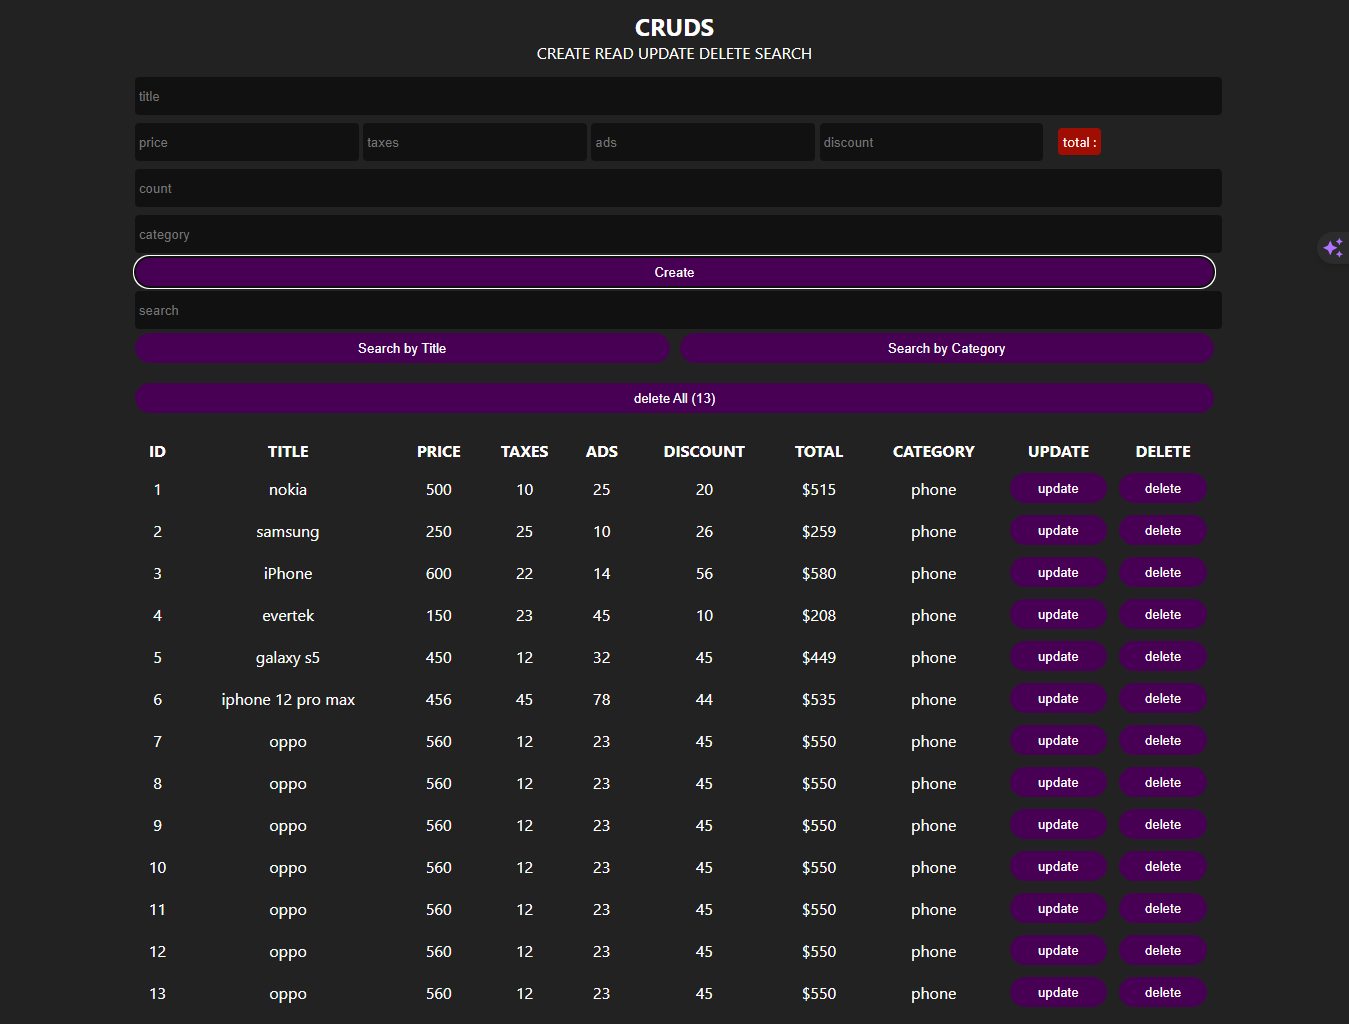 CRUDS
CREATE READ UPDATE DELETE SEARCH
title
price taxes ads discount total :
count
category
Create
search
Search by Title Search by Category
delete All (13)
ID TITLE PRICE TAXES ADS DISCOUNT TOTAL CATEGORY UPDATE DELETE
1 nokia 500 10 25 20 $515 phone update delete
2 samsung 250 25 10 26 $259 phone update delete
3 iPhone 600 22 14 56 $580 phone update delete
4 evertek 150 23 45 10 $208 phone update delete
5 galaxy s5 450 12 32 45 $449 phone update delete
6 iphone 12 pro max 456 45 78 44 $535 phone update delete
7 oppo 560 12 23 45 $550 phone update delete
8 oppo 560 12 23 45 $550 phone update delete
9 oppo 560 12 23 45 $550 phone update delete
10 oppo 560 12 23 45 $550 phone update delete
11 oppo 560 12 23 45 $550 phone update delete
12 oppo 560 12 23 45 $550 phone update delete
13 oppo 560 12 23 45 $550 phone update delete